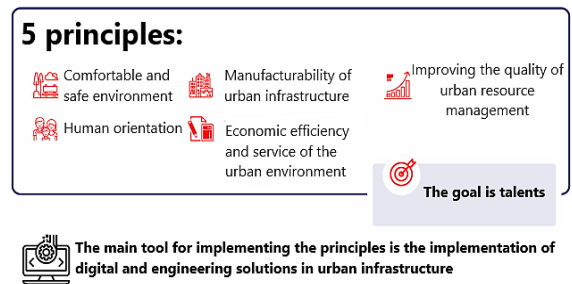 5 principles:
Comfortable and
safe environment
Human orientation
Manufacturability of
urban infrastructure
Economic efficiency
and service of the
urban environment
Improving the quality of
urban resource
management
The goal is talents
The main tool for implementing the principles is the implementation of
digital and engineering solutions in urban infrastructure